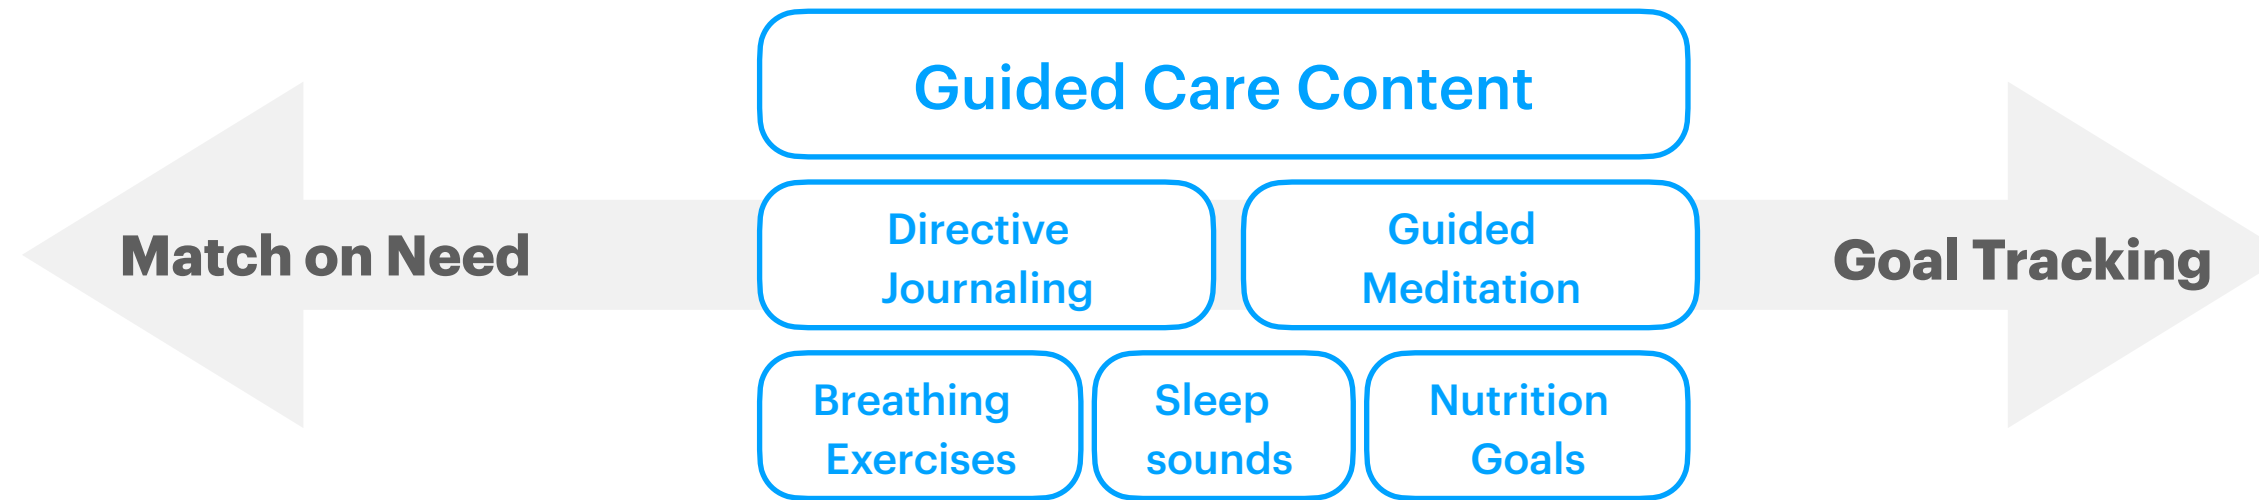 Guided Care Content
Match on Need
Directive
Journaling
Guided
Meditation
Goal Tracking
Breathing
Exercises
Sleep
sounds
Nutrition
Goals